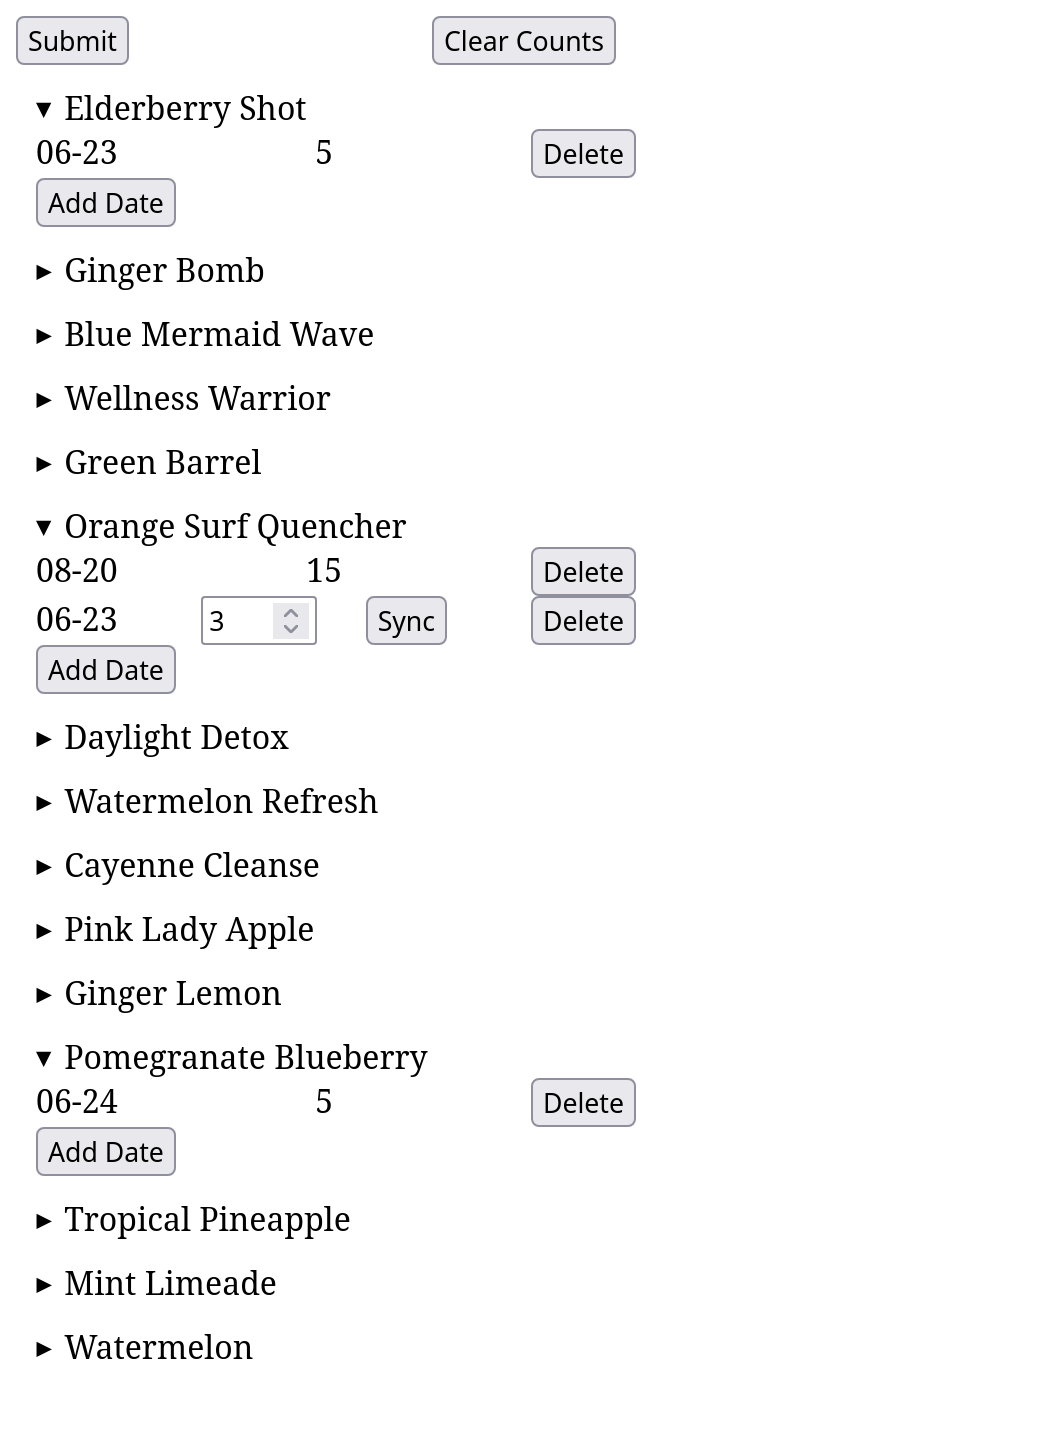 Submit Clear Counts
▼ Elderberry Shot
06-23 5 Delete
Add Date
► Ginger Bomb
► Blue Mermaid Wave
► Wellness Warrior
► Green Barrel
▼ Orange Surf Quencher
08-20 15 Delete
06-23 3 Sync Delete
Add Date
► Daylight Detox
► Watermelon Refresh
► Cayenne Cleanse
► Pink Lady Apple
► Ginger Lemon
▼ Pomegranate Blueberry
06-24 5 Delete
Add Date
► Tropical Pineapple
► Mint Limeade
► Watermelon